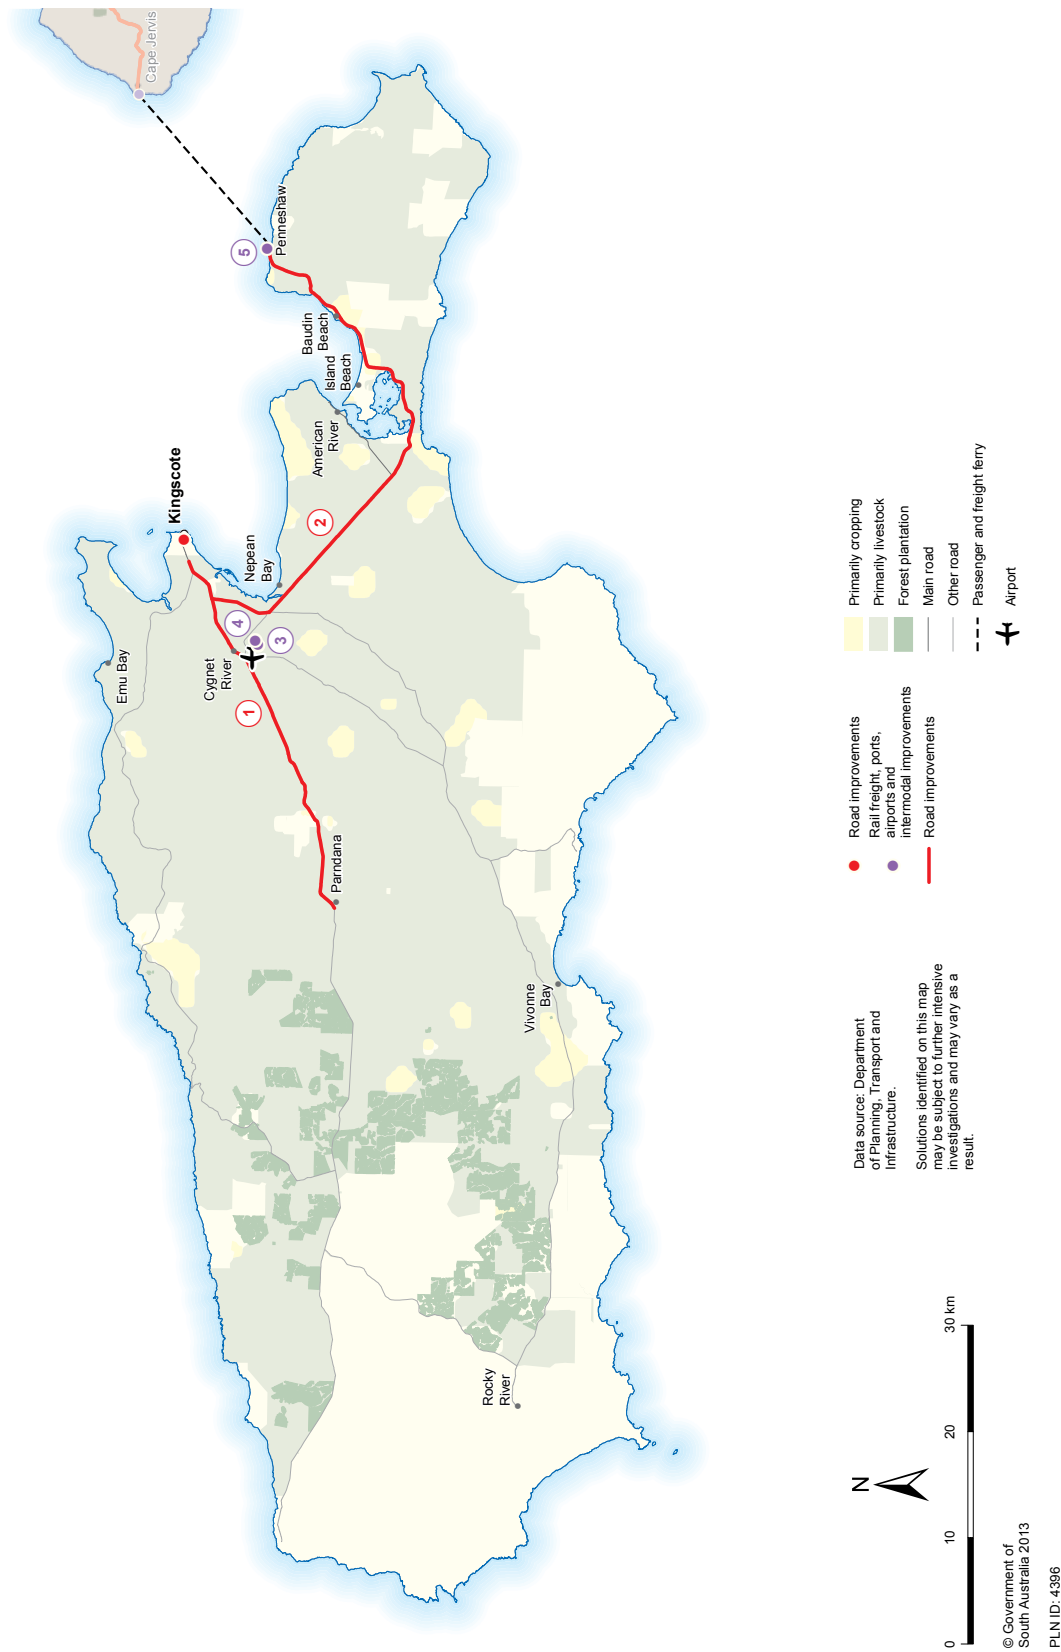 Cape Jervis
Penneshaw
5
Baudin
Beach
Island
Beach
American
River
Kingscote
2
Nepean
Bay
4
3
Emu Bay
Cygnet
River
1
Parndana
Vivonne
Bay
Rocky
River
Primarily cropping
Primarily livestock
Forest plantation
Main road
Other road
Passenger and freight ferry
Airport
Road improvements
Rail freight, ports,
airports and
intermodal improvements
Road improvements
Data source: Department
of Planning, Transport and
Infrastructure.
Solutions identified on this map
may be subject to further intensive
investigations and may vary as a
result.
N
0 10 20 30 km
© Government of
South Australia 2013
PLN ID: 4396